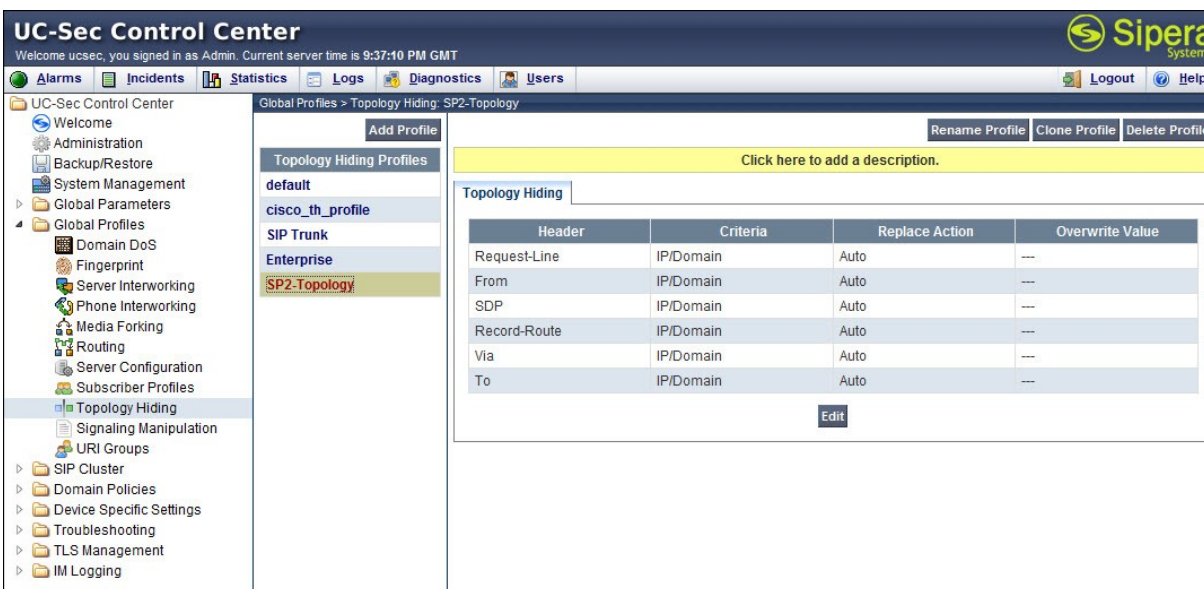 UC-Sec Control Center
Welcome ucsec, you signed in as Admin. Current server time is 9:37:10 PM GMT
Sipera
System
Alarms Incidents Statistics Logs Diagnostics Users Logout Help
UC-Sec Control Center
Welcome
Administration
Backup/Restore
System Management
Global Parameters
Global Profiles
Domain DoS
Fingerprint
Server Interworking
Phone Interworking
Media Forking
Routing
Server Configuration
Subscriber Profiles
Topology Hiding
Signaling Manipulation
URI Groups
SIP Cluster
Domain Policies
Device Specific Settings
Troubleshooting
TLS Management
IM Logging
Global Profiles > Topology Hiding: SP2-Topology
Add Profile
Topology Hiding Profiles
default
cisco_th_profile
SIP Trunk
Enterprise
SP2-Topology
Rename Profile Clone Profile Delete Profil
Click here to add a description.
Topology Hiding
Header Criteria Replace Action Overwrite Value
Request-Line IP/Domain Auto ---
From IP/Domain Auto ---
SDP IP/Domain Auto ---
Record-Route IP/Domain Auto ---
Via IP/Domain Auto ---
To IP/Domain Auto ---
Edit